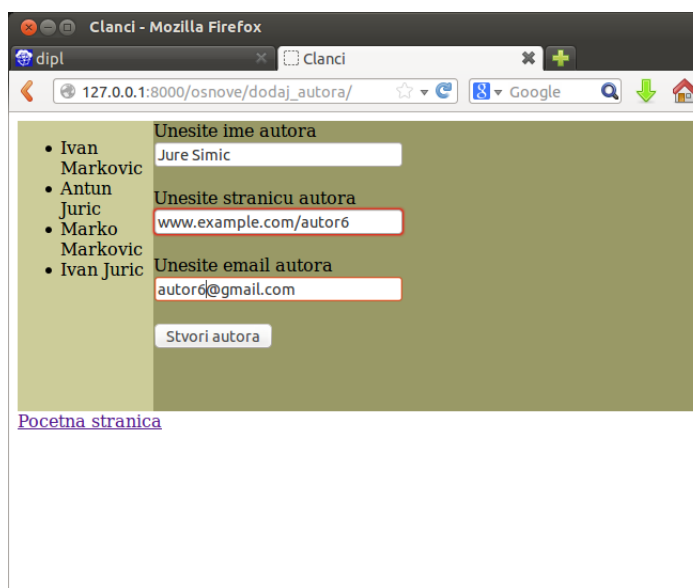 Clanci - Mozilla Firefox
dipl
Clanci
127.0.0.1:8000/osnove/dodaj_autora/
Google
Unesite ime autora
Ivan
Markovic
Jure Simic
Antun
Juric
Unesite stranicu autora
Marko
Markovic
www.example.com/autor6
Ivan Juric
Unesite email autora
autor6@gmail.com
Stvori autora
Pocetna stranica